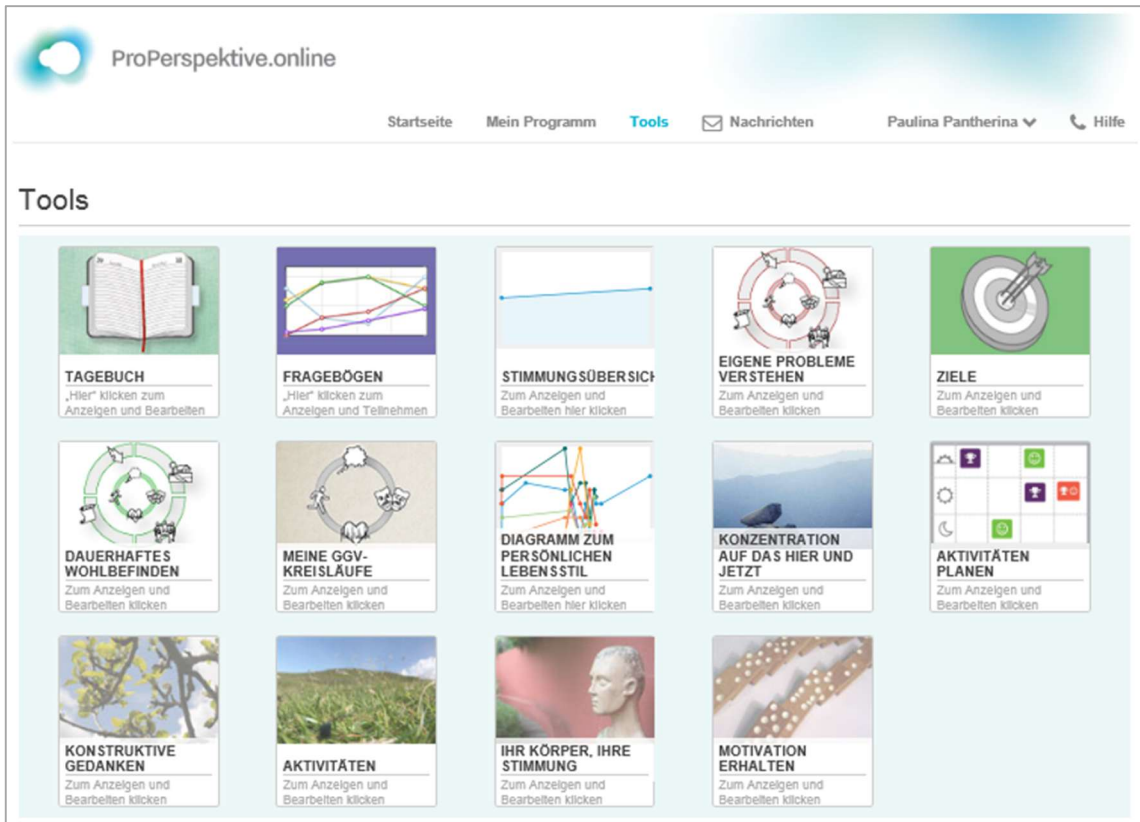 ProPerspektive.online
Startseite Mein Programm Tools Nachrichten Paulina Pantherina Hilfe
Tools
TAGEBUCH
„Hier" klicken zum
Anzeigen und Bearbeiten
FRAGEBÖGEN
„Hier" klicken zum
Anzeigen und Teilnehmen
STIMMUNGSÜBERSICH
Zum Anzeigen und
Bearbeiten hier klicken
EIGENE PROBLEME
VERSTEHEN
Zum Anzeigen und
Bearbeiten klicken
ZIELE
Zum Anzeigen und
Bearbeiten klicken
DAUERHAFTES
WOHLBEFINDEN
Zum Anzeigen und
Bearbeiten klicken
MEINE GGV-
KREISLÄUFE
Zum Anzeigen und
Bearbeiten klicken
DIAGRAMM ZUM
PERSÖNLICHEN
LEBENSSTIL
Zum Anzeigen und
Bearbeiten hier klicken
KONZENTRATION
AUF DAS HIER UND
JETZT
Zum Anzeigen und
Bearbeiten klicken
AKTIVITÄTEN
PLANEN
Zum Anzeigen und
Bearbeiten klicken
KONSTRUKTIVE
GEDANKEN
Zum Anzeigen und
Bearbeiten klicken
AKTIVITÄTEN
Zum Anzeigen und
Bearbeiten klicken
IHR KÖRPER, IHRE
STIMMUNG
Zum Anzeigen und
Bearbeiten klicken
MOTIVATION
ERHALTEN
Zum Anzeigen und
Bearbeiten klicken